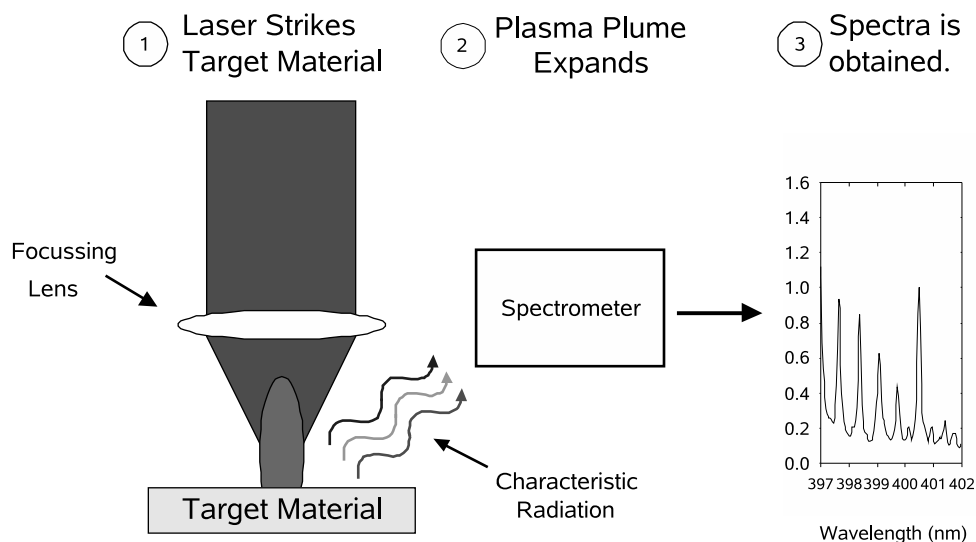 1
Laser Strikes
Target Material
2
Plasma Plume
Expands
3
Spectra is
obtained.
Focussing
Lens
Spectrometer
Characteristic
Radiation
Target Material
1.6
1.4
1.2
1.0
0.8
0.6
0.4
0.2
0.0
397 398 399 400 401 402
Wavelength (nm)